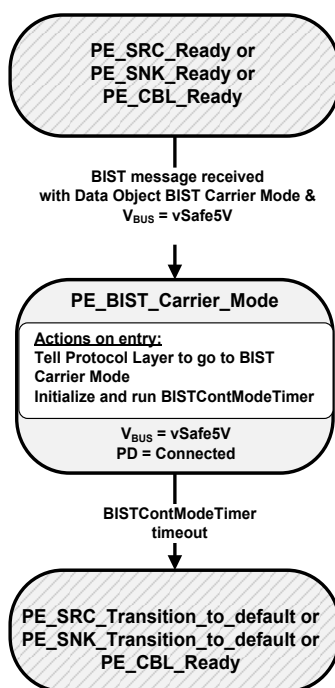 PE_SRC_Ready or
PE_SNK_Ready or
PE_CBL_Ready
BIST message received
with Data Object BIST Carrier Mode &
VBUS = vSafe5V
PE_BIST_Carrier_Mode
Actions on entry:
Tell Protocol Layer to go to BIST
Carrier Mode
Initialize and run BISTContModeTimer
VBUS = vSafe5V
PD = Connected
BISTContModeTimer
timeout
PE_SRC_Transition_to_default or
PE_SNK_Transition_to_default or
PE_CBL_Ready